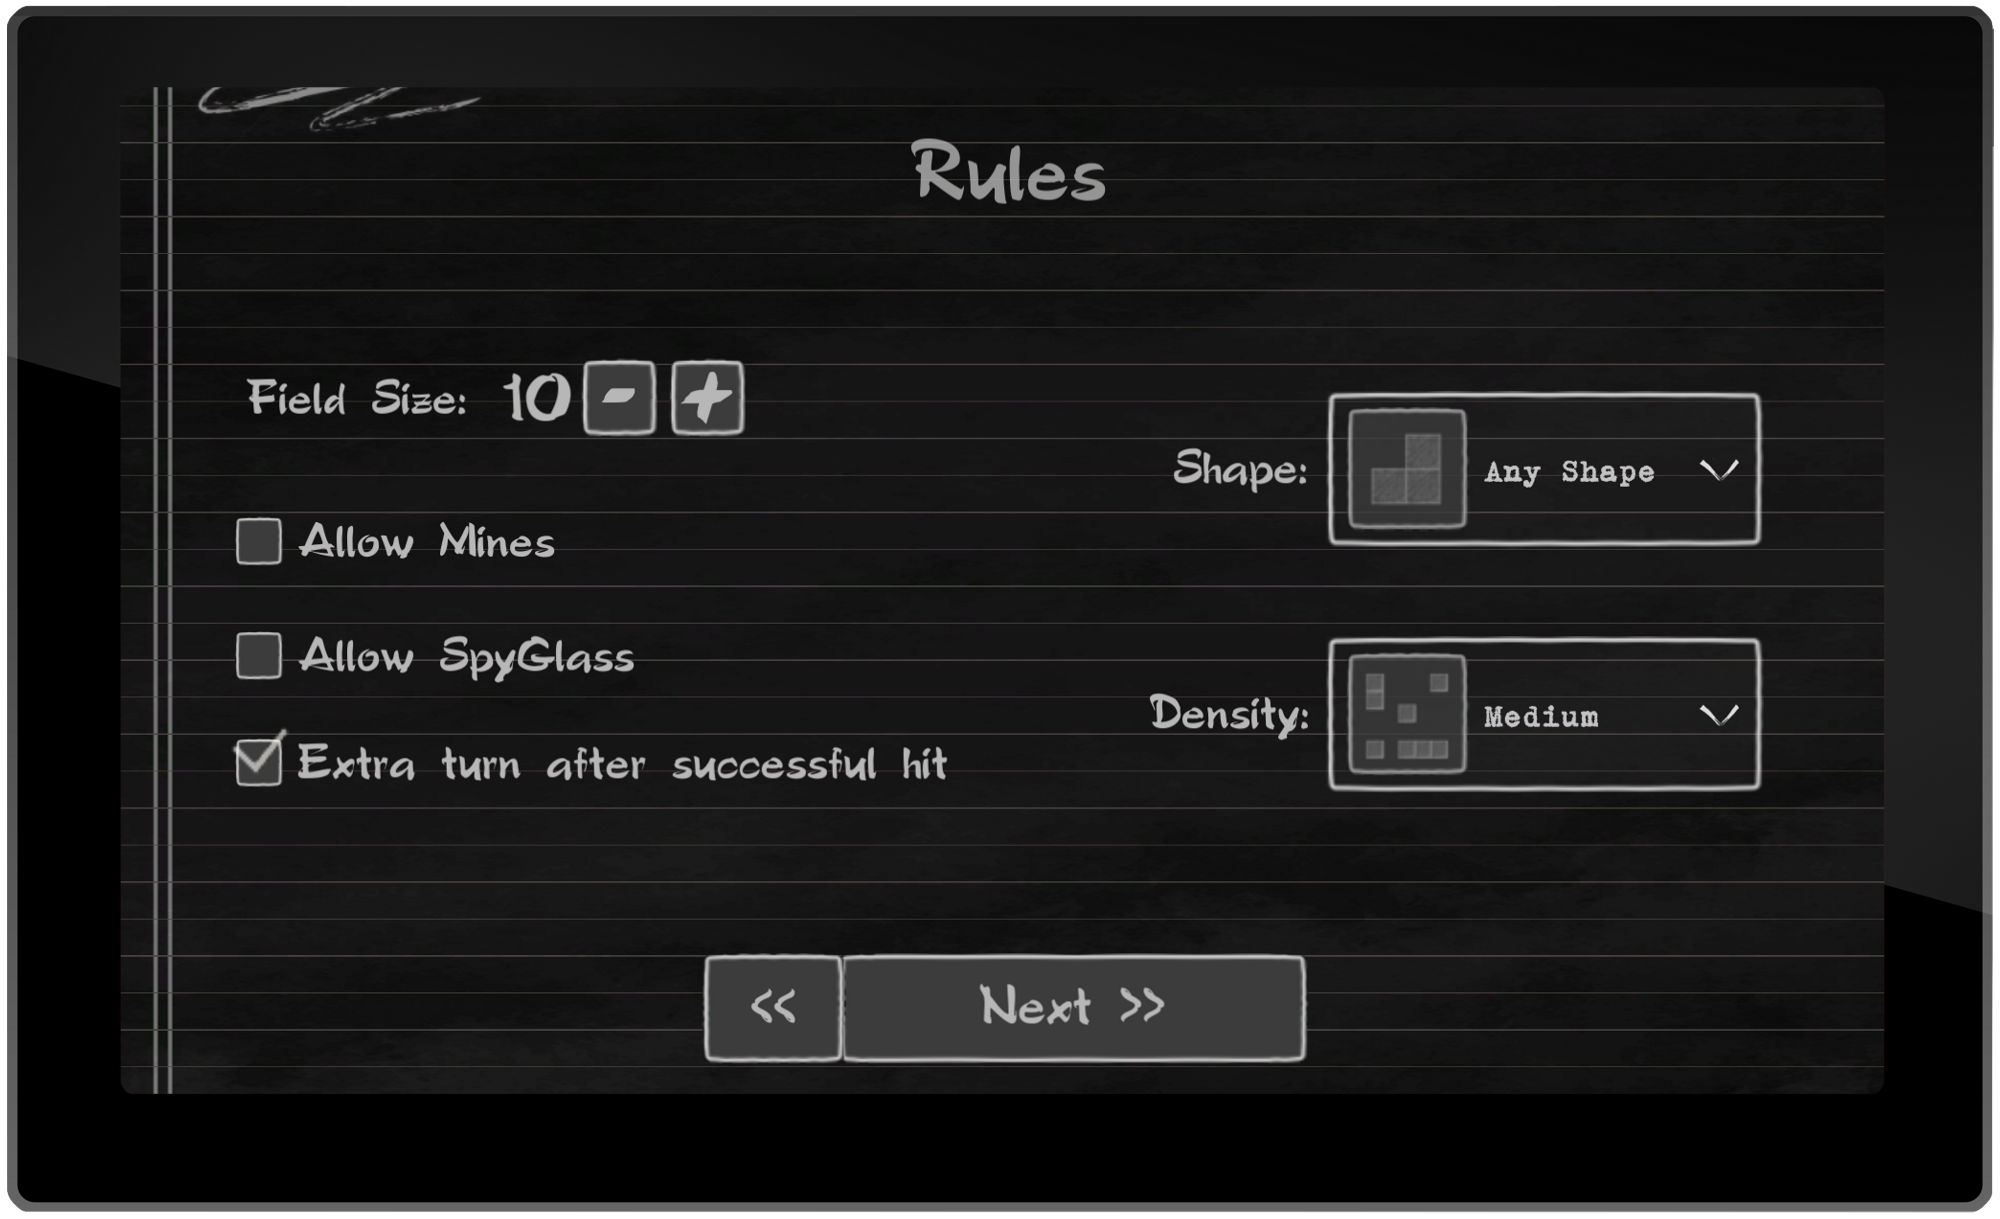 Rules
Field Size: 10 - +
Allow Mines
Allow SpyGlass
Extra turn after successful hit
Shape: Any Shape
Density: Medium
<< Next >>